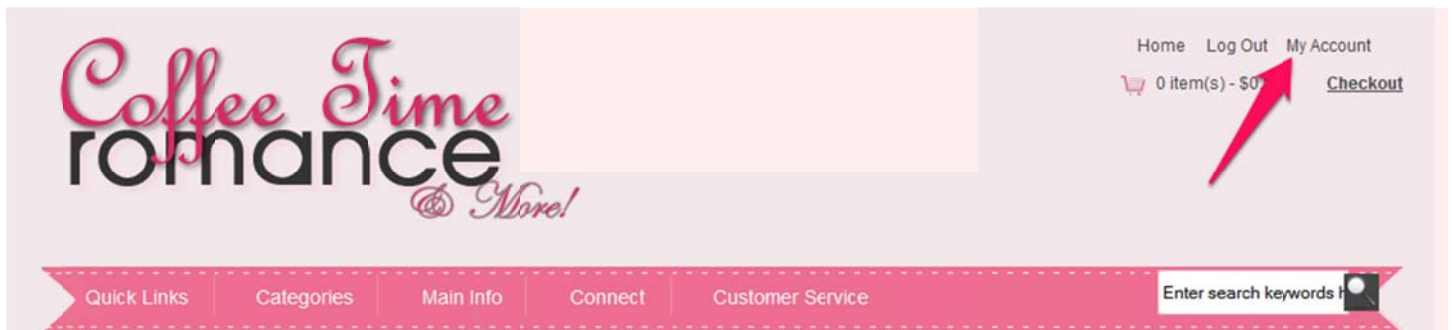 Coffee Time
romance
& More!
Home Log Out My Account
0 item(s) - $0 Checkout
Quick Links Categories Main Info Connect Customer Service
Enter search keywords